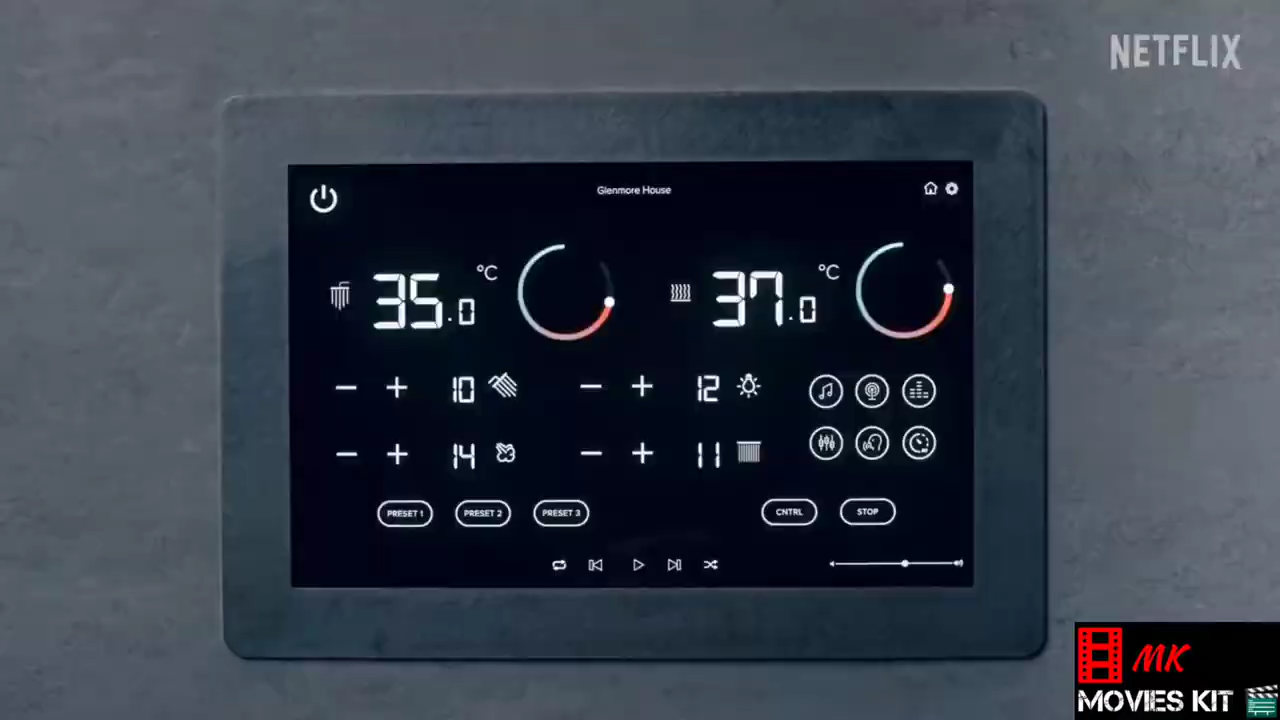 NETFLIX
Glenmore House
35.0 °C
37.0 °C
10
12
14
11
PRESET 1 PRESET 2 PRESET 3 CNTRL STOP
MK
MOVIES KIT